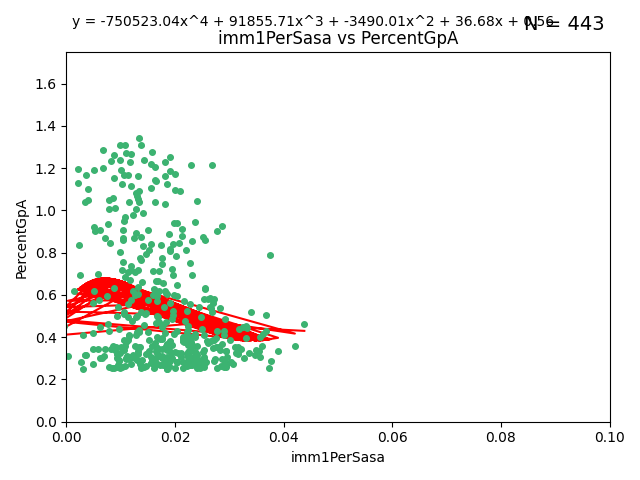 y = -750523.04x^4 + 91855.71x^3 + -3490.01x^2 + 36.68x + 0.56
N = 443
imm1PerSasa vs PercentGpA
PercentGpA
1.6
1.4
1.2
1.0
0.8
0.6
0.4
0.2
0.0
0.00 0.02 0.04 0.06 0.08 0.10
imm1PerSasa